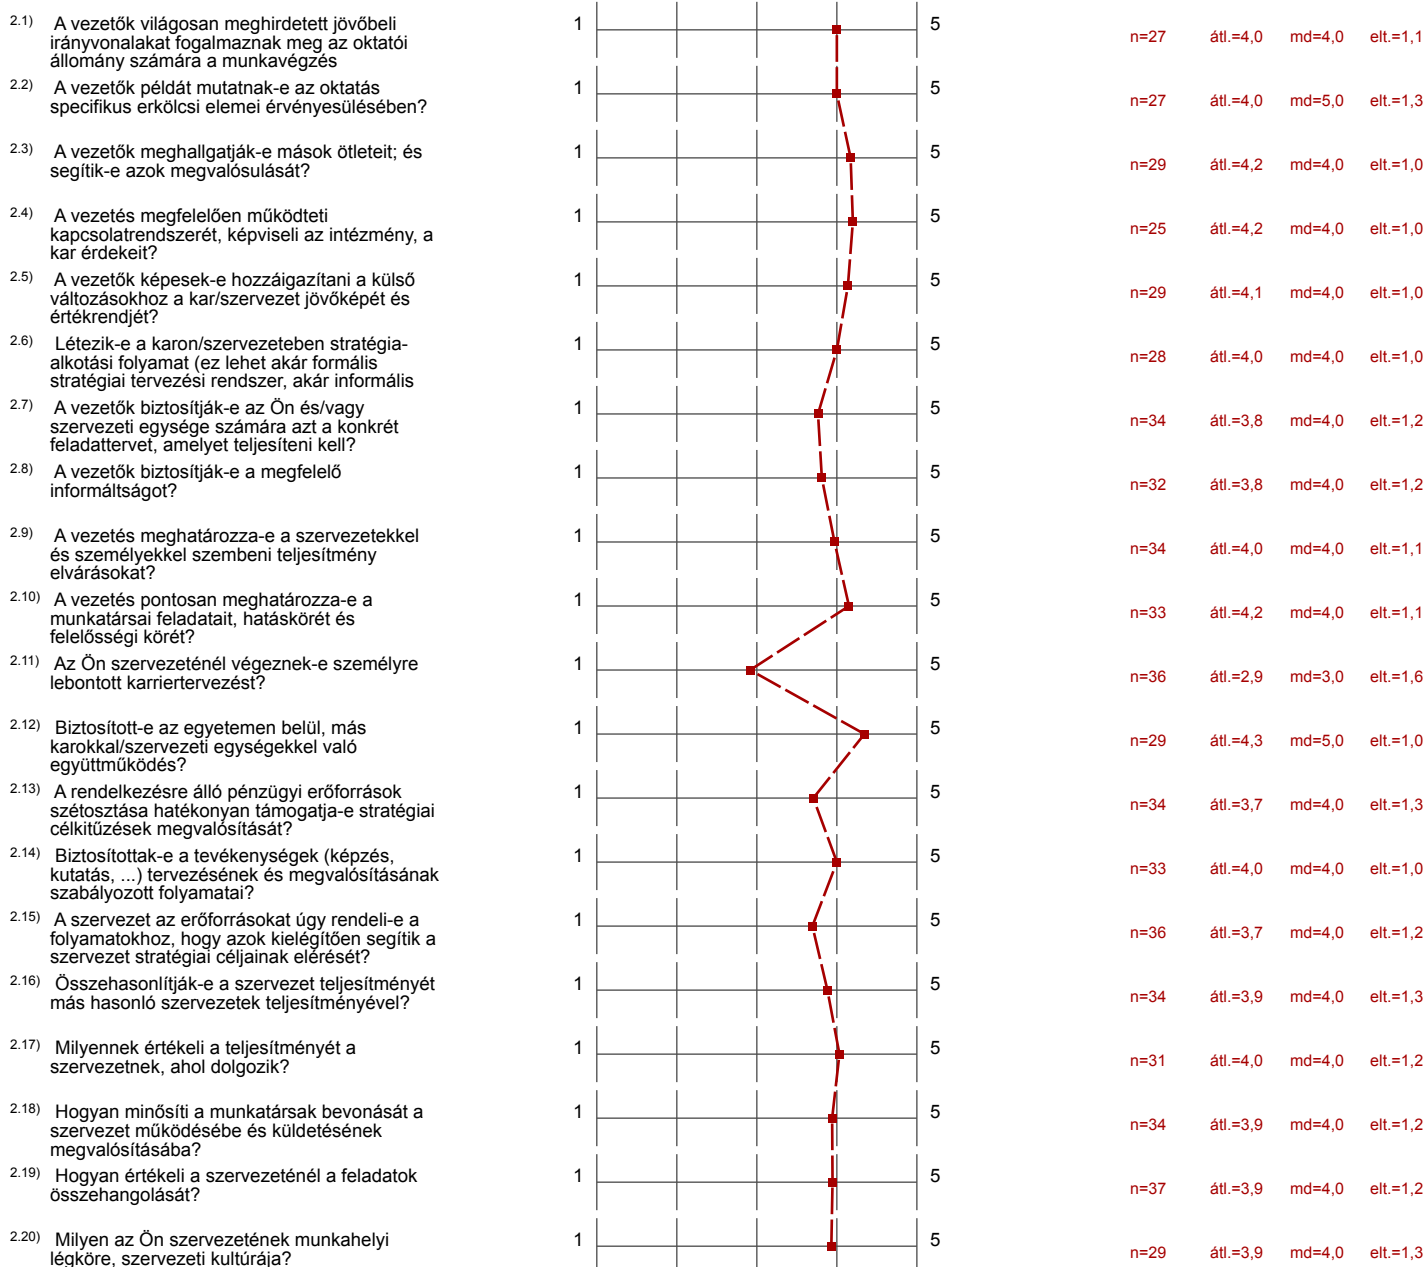 2.1) A vezetők világosan meghirdetett jövőbeli
irányvonalakat fogalmaznak meg az oktatói
állomány számára a munkavégzés
1 5 n=27 átl.=4,0 md=4,0 elt.=1,1
2.2) A vezetők példát mutatnak-e az oktatás
specifikus erkölcsi elemei érvényesülésében?
1 5 n=27 átl.=4,0 md=5,0 elt.=1,3
2.3) A vezetők meghallgatják-e mások ötleteit; és
segítik-e azok megvalósulását?
1 5 n=29 átl.=4,2 md=4,0 elt.=1,0
2.4) A vezetés megfelelően működteti
kapcsolatrendszerét, képviseli az intézmény, a
kar érdekeit?
1 5 n=25 átl.=4,2 md=4,0 elt.=1,0
2.5) A vezetők képesek-e hozzáigazítani a külső
változásokhoz a kar/szervezet jövőképét és
értékrendjét?
1 5 n=29 átl.=4,1 md=4,0 elt.=1,0
2.6) Létezik-e a karon/szervezeteben stratégia-
alkotási folyamat (ez lehet akár formális
stratégiai tervezési rendszer, akár informális
1 5 n=28 átl.=4,0 md=4,0 elt.=1,0
2.7) A vezetők biztosítják-e az Ön és/vagy
szervezeti egysége számára azt a konkrét
feladattervet, amelyet teljesíteni kell?
1 5 n=34 átl.=3,8 md=4,0 elt.=1,2
2.8) A vezetők biztosítják-e a megfelelő
informáltságot?
1 5 n=32 átl.=3,8 md=4,0 elt.=1,2
2.9) A vezetés meghatározza-e a szervezetekkel
és személyekkel szembeni teljesítmény
elvárásokat?
1 5 n=34 átl.=4,0 md=4,0 elt.=1,1
2.10) A vezetés pontosan meghatározza-e a
munkatársai feladatait, hatáskörét és
felelősségi körét?
1 5 n=33 átl.=4,2 md=4,0 elt.=1,1
2.11) Az Ön szervezeténél végeznek-e személyre
lebontott karriertervezést?
1 5 n=36 átl.=2,9 md=3,0 elt.=1,6
2.12) Biztosított-e az egyetemen belül, más
karokkal/szervezeti egységekkel való
együttműködés?
1 5 n=29 átl.=4,3 md=5,0 elt.=1,0
2.13) A rendelkezésre álló pénzügyi erőforrások
szétosztása hatékonyan támogatja-e stratégiai
célkitűzések megvalósítását?
1 5 n=34 átl.=3,7 md=4,0 elt.=1,3
2.14) Biztosítottak-e a tevékenységek (képzés,
kutatás, ...) tervezésének és megvalósításának
szabályozott folyamatai?
1 5 n=33 átl.=4,0 md=4,0 elt.=1,0
2.15) A szervezet az erőforrásokat úgy rendeli-e a
folyamatokhoz, hogy azok kielégítően segítik a
szervezet stratégiai céljainak elérését?
1 5 n=36 átl.=3,7 md=4,0 elt.=1,2
2.16) Összehasonlítják-e a szervezet teljesítményét
más hasonló szervezetek teljesítményével?
1 5 n=34 átl.=3,9 md=4,0 elt.=1,3
2.17) Milyennek értékeli a teljesítményét a
szervezetnek, ahol dolgozik?
1 5 n=31 átl.=4,0 md=4,0 elt.=1,2
2.18) Hogyan minősíti a munkatársak bevonását a
szervezet működésébe és küldetésének
megvalósításába?
1 5 n=34 átl.=3,9 md=4,0 elt.=1,2
2.19) Hogyan értékeli a szervezeténél a feladatok
összehangolását?
1 5 n=37 átl.=3,9 md=4,0 elt.=1,2
2.20) Milyen az Ön szervezetének munkahelyi
légköre, szervezeti kultúrája?
1 5 n=29 átl.=3,9 md=4,0 elt.=1,3